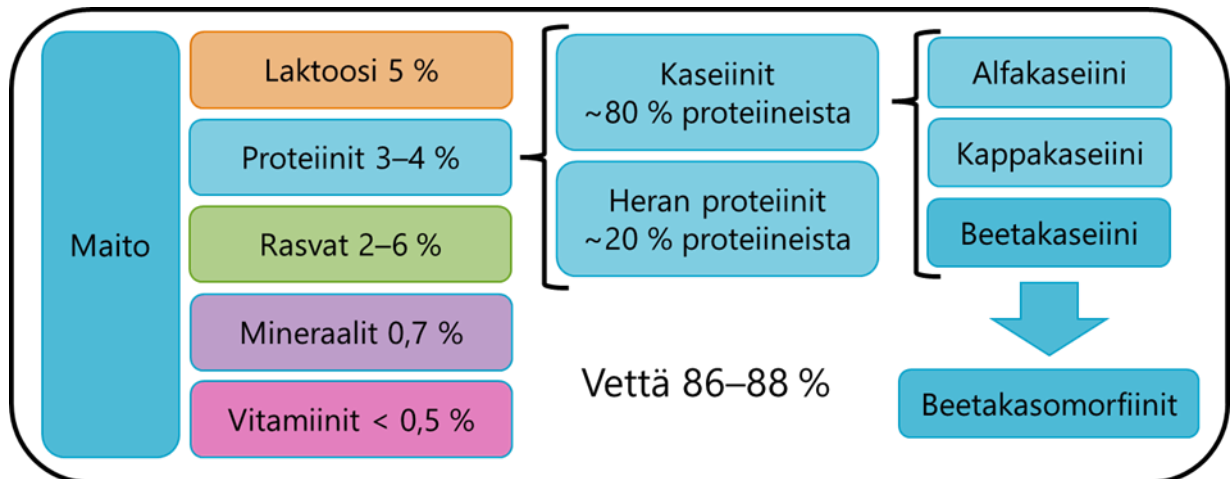 Maito
Laktoosi 5 %
Proteiinit 3–4 %
Rasvat 2–6 %
Mineraalit 0,7 %
Vitamiinit < 0,5 %
Kaseiinit
~80 % proteiineista
Heran proteiinit
~20 % proteiineista
Vettä 86–88 %
Alfakaseiini
Kappakaseiini
Beetakaseiini
Beetakasomorfiinit